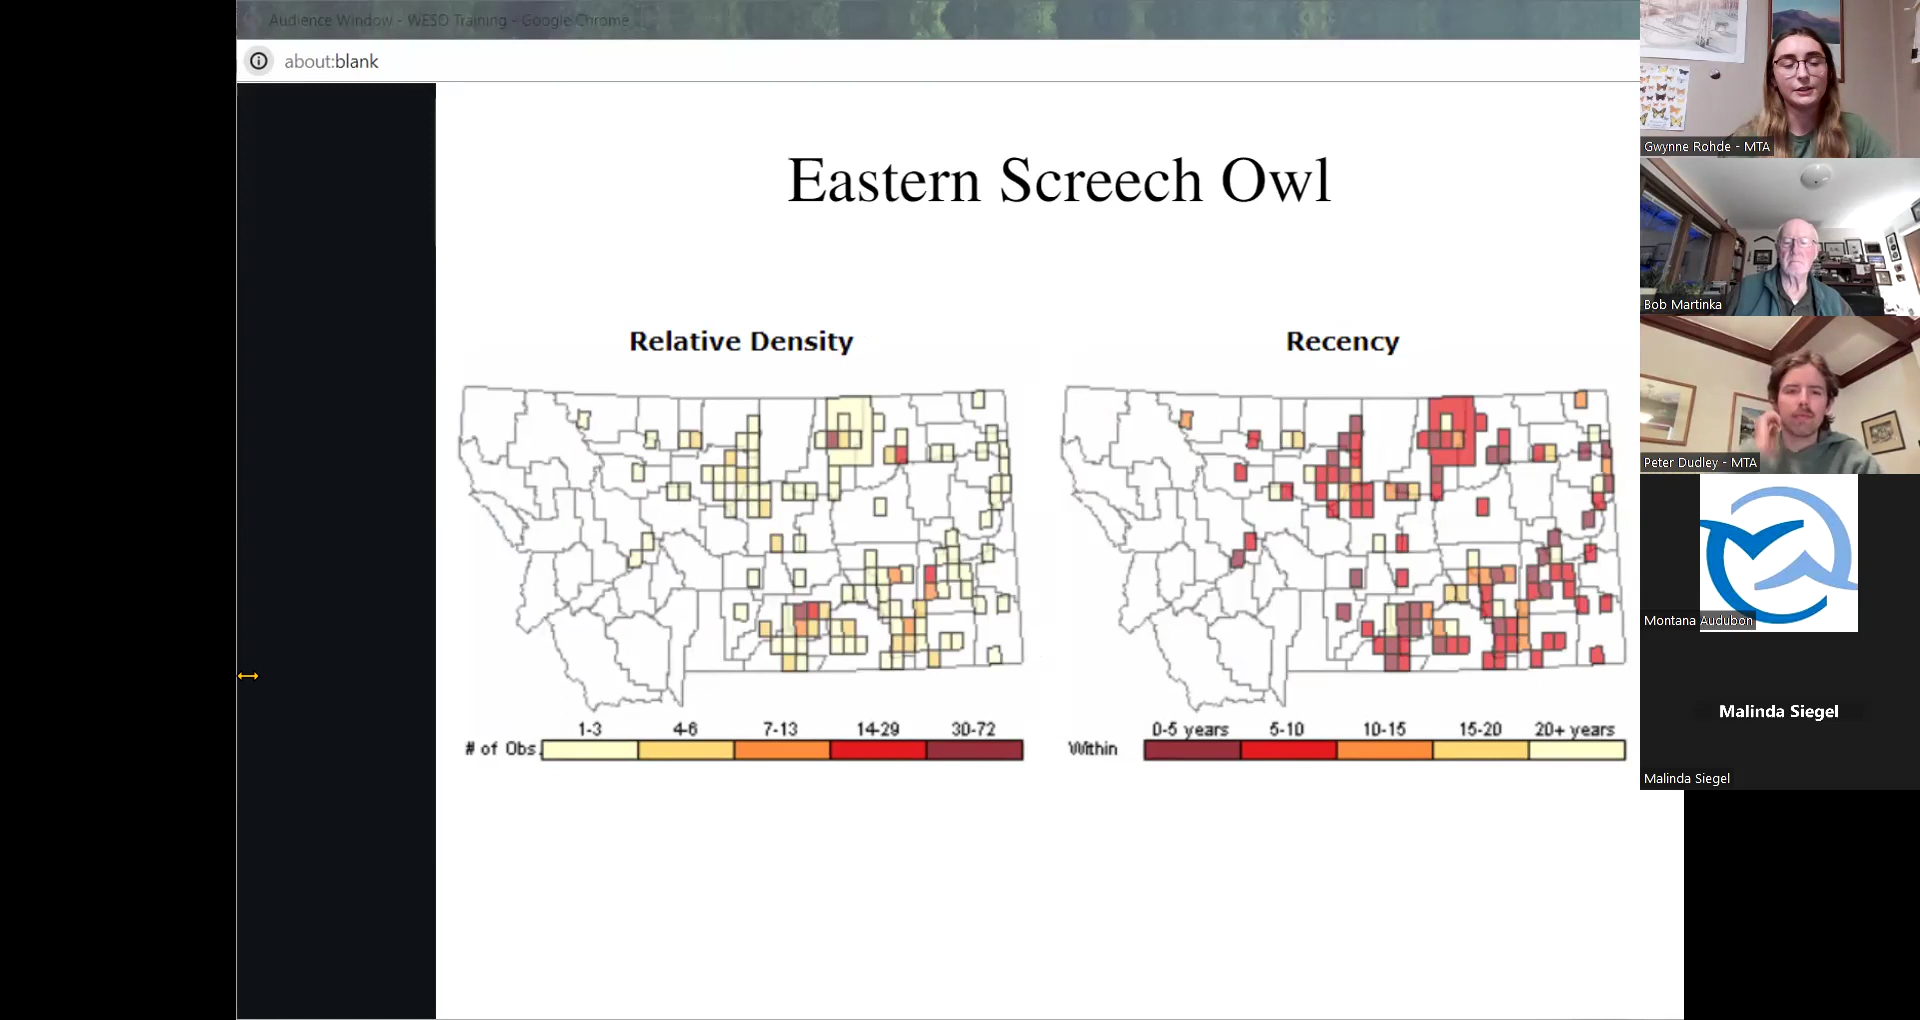 Audience Window - WESO Training - Google Chrome
about:blank
Eastern Screech Owl
Relative Density
Recency
1-3 4-6 7-13 14-29 30-72
# of Obs.
0-5 years 5-10 10-15 15-20 20+ years
Within
Gwynne Rohde - MTA
Bob Martinka
Peter Dudley - MTA
Montana Audubon
Malinda Siegel
Malinda Siegel